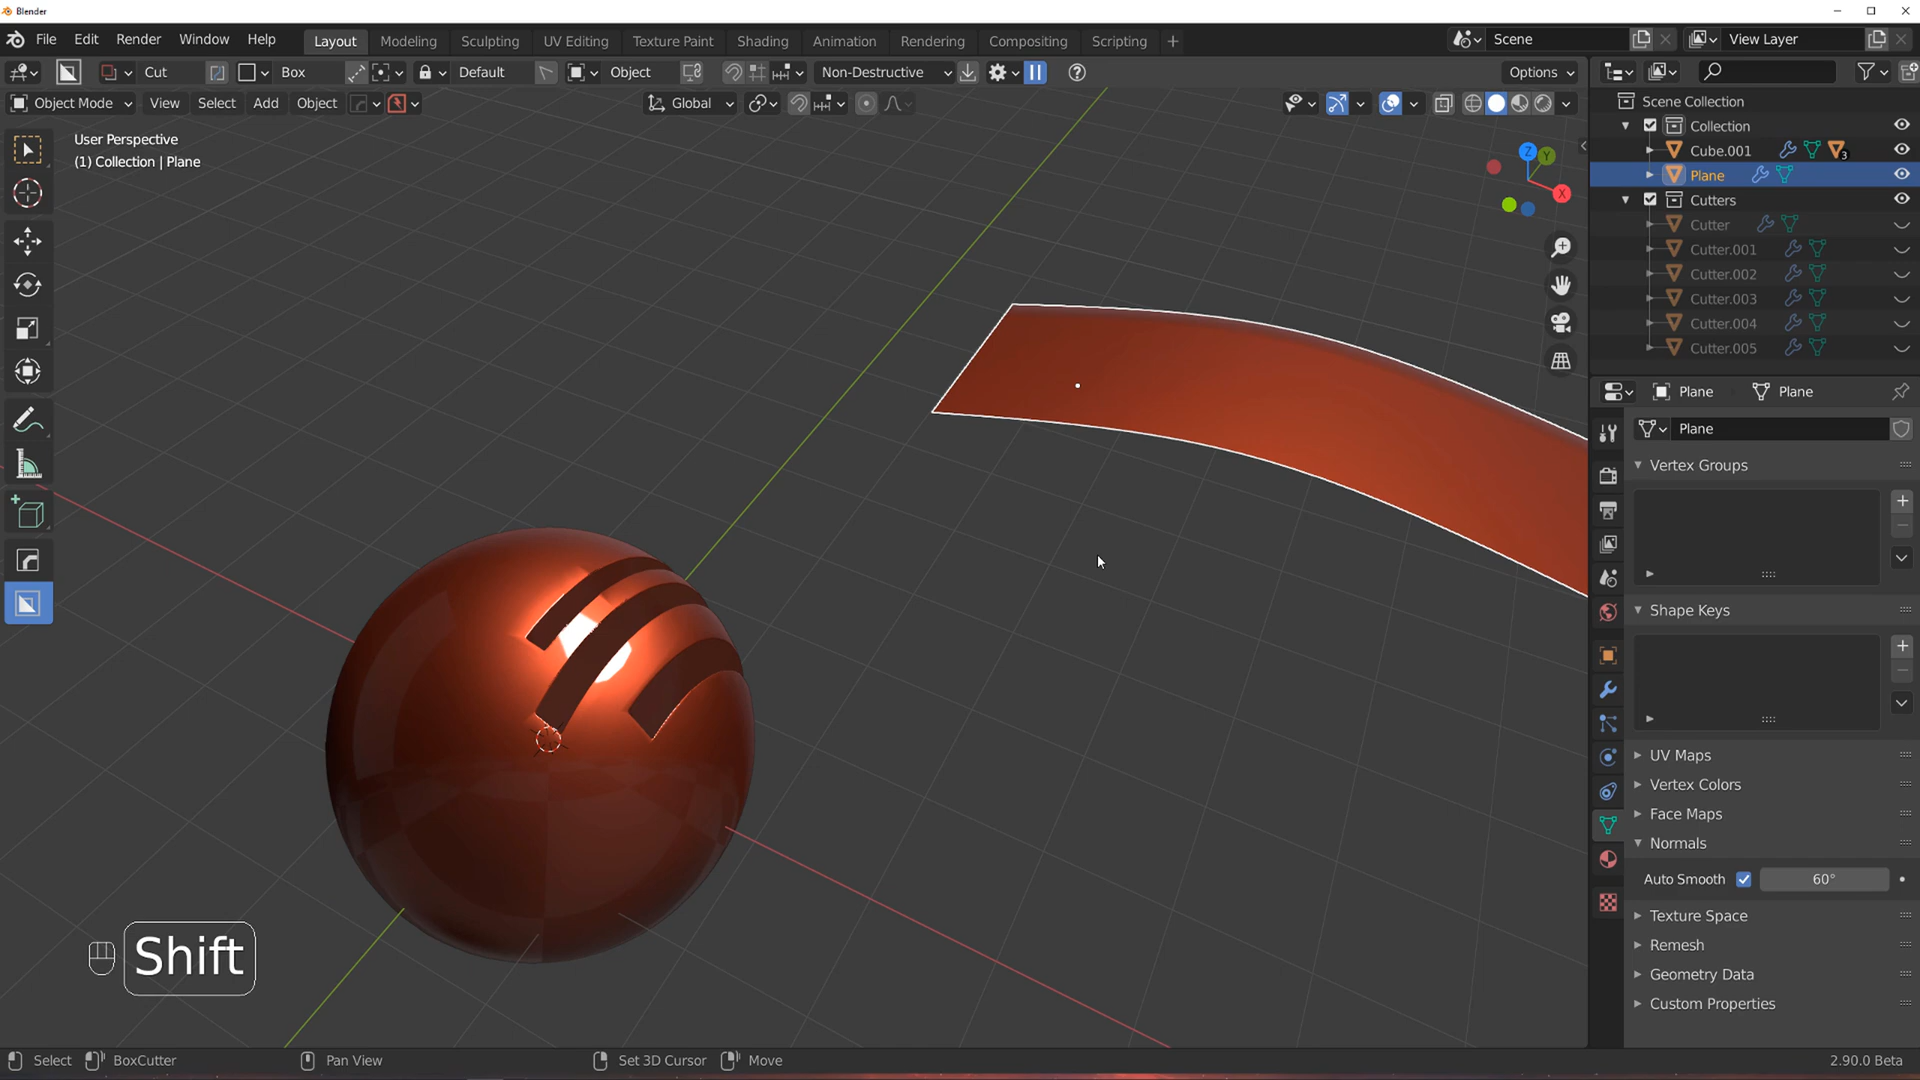 Blender
File Edit Render Window Help Layout Modeling Sculpting UV Editing Texture Paint Shading Animation Rendering Compositing Scripting + Scene View Layer
Cut Box Default Object Non-Destructive Options
Object Mode View Select Add Object Global
User Perspective
(1) Collection | Plane
Z
Y
X
Scene Collection
Collection
Cube.001 3
Plane
Cutters
Cutter
Cutter.001
Cutter.002
Cutter.003
Cutter.004
Cutter.005
Plane Plane
Plane
Vertex Groups
Shape Keys
UV Maps
Vertex Colors
Face Maps
Normals
Auto Smooth 60°
Texture Space
Remesh
Geometry Data
Custom Properties
Shift
Select BoxCutter Pan View Set 3D Cursor Move 2.90.0 Beta